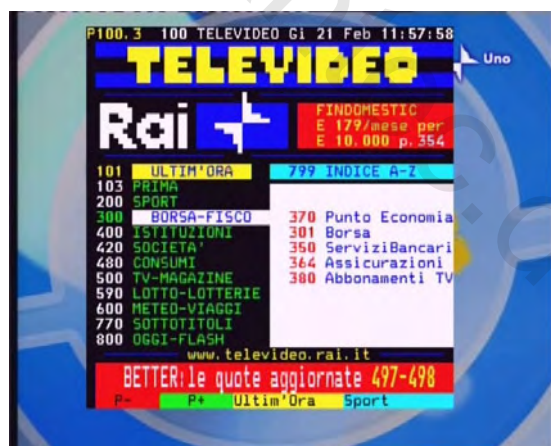 P100.3 100 TELEVIDEO Gi 21 Feb 11:57:58
TELEVIDEO
Uno
Rai
FINDOMESTIC
E 179/mese per
E 10.000 p.354
101 ULTIM'ORA 799 INDICE A-Z
103 PRIMA
200 SPORT
300 BORSA-FISCO 370 Punto Economia
400 ISTITUZIONI 301 Borsa
420 SOCIETA' 350 ServiziBancari
480 CONSUMI 364 Assicurazioni
500 TV-MAGAZINE 380 Abbonamenti TV
590 LOTTO-LOTTERIE
600 METEO-VIAGGI
770 SOTTOTITOLI
800 OGGI-FLASH
www.televideo.rai.it
BETTER:le quote aggiornate 497-498
P- P+ Ultim'Ora Sport